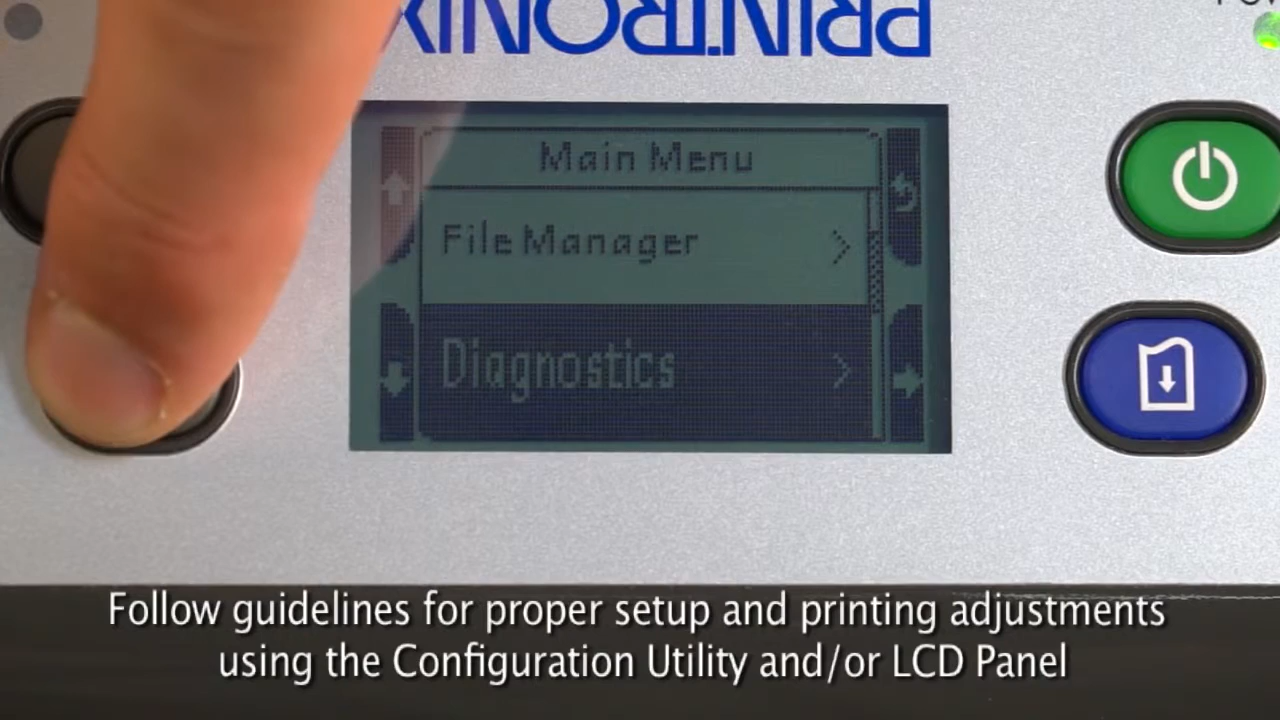 PRINTRONIX
Main Menu
File Manager
Diagnostics
Follow guidelines for proper setup and printing adjustments
using the Configuration Utility and/or LCD Panel